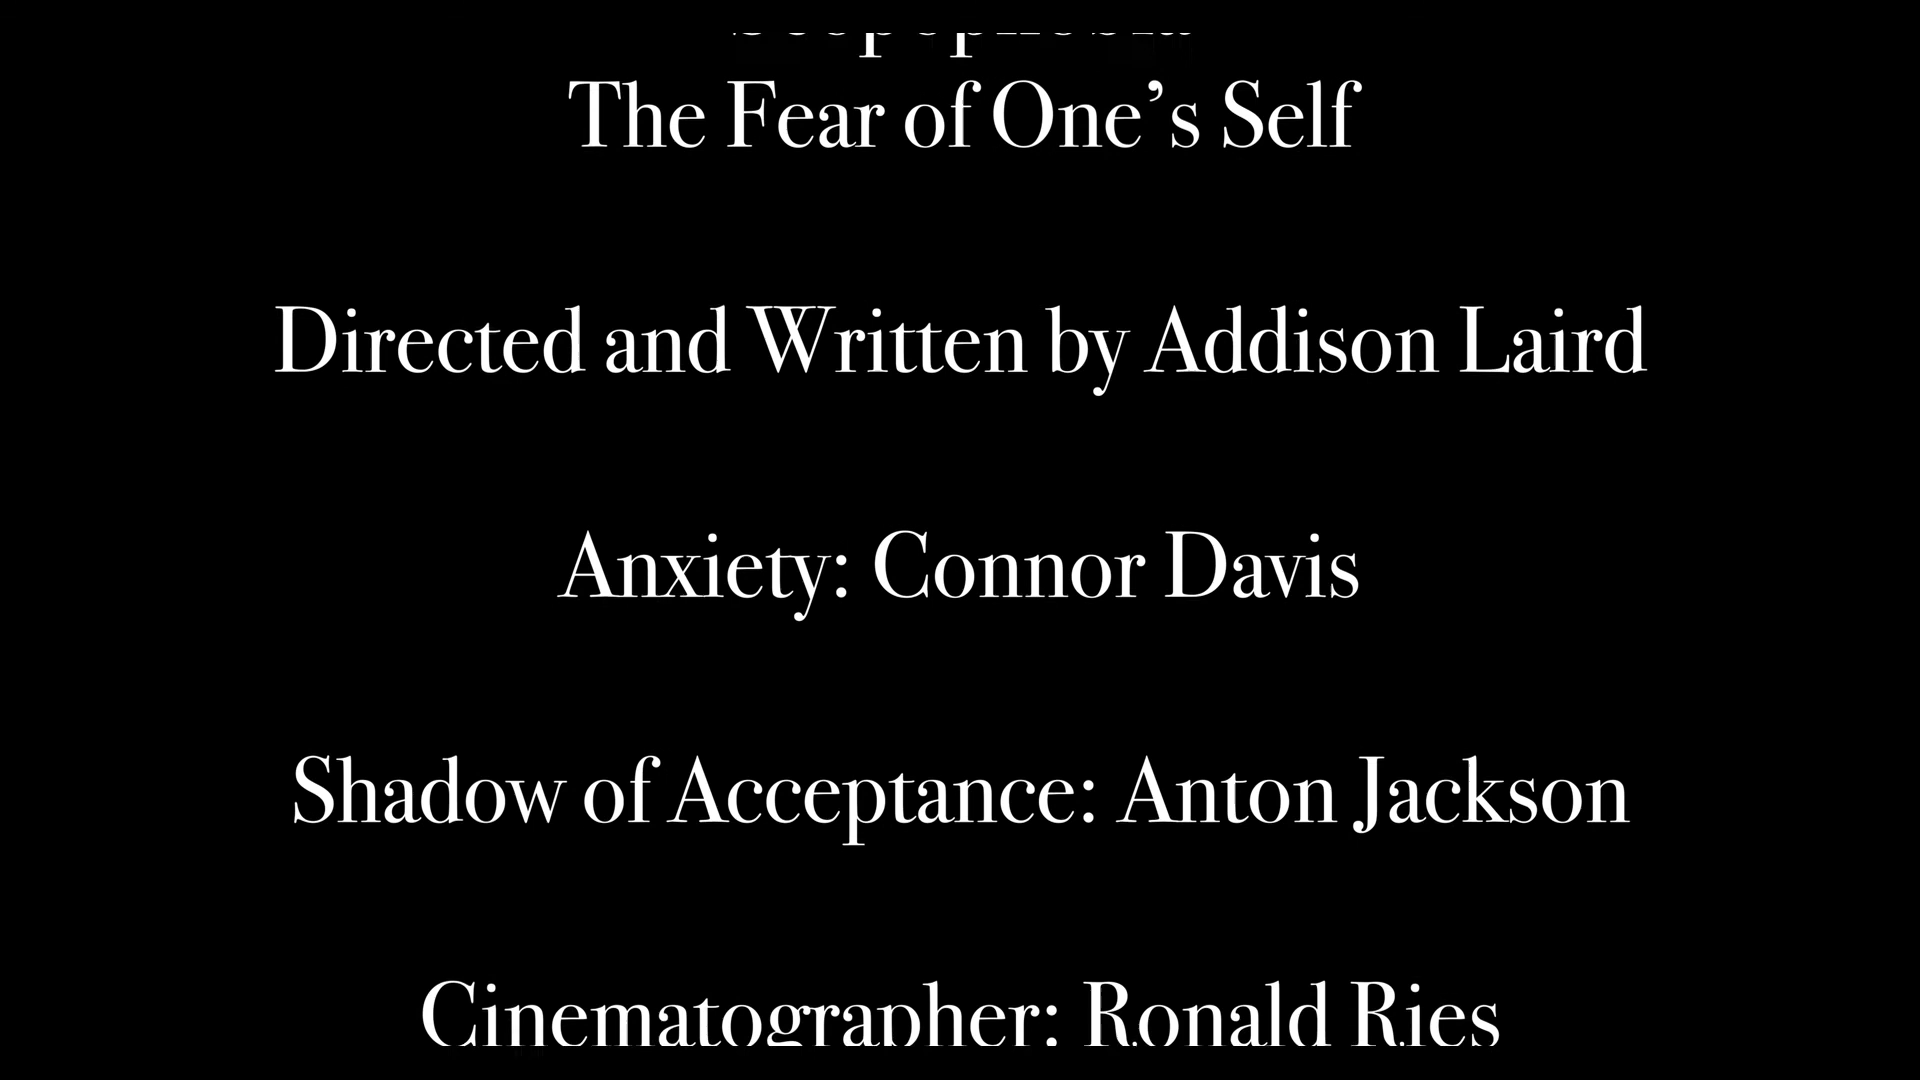 Scopophobia
The Fear of One’s Self
Directed and Written by Addison Laird
Anxiety: Connor Davis
Shadow of Acceptance: Anton Jackson
Cinematographer: Ronald Ries